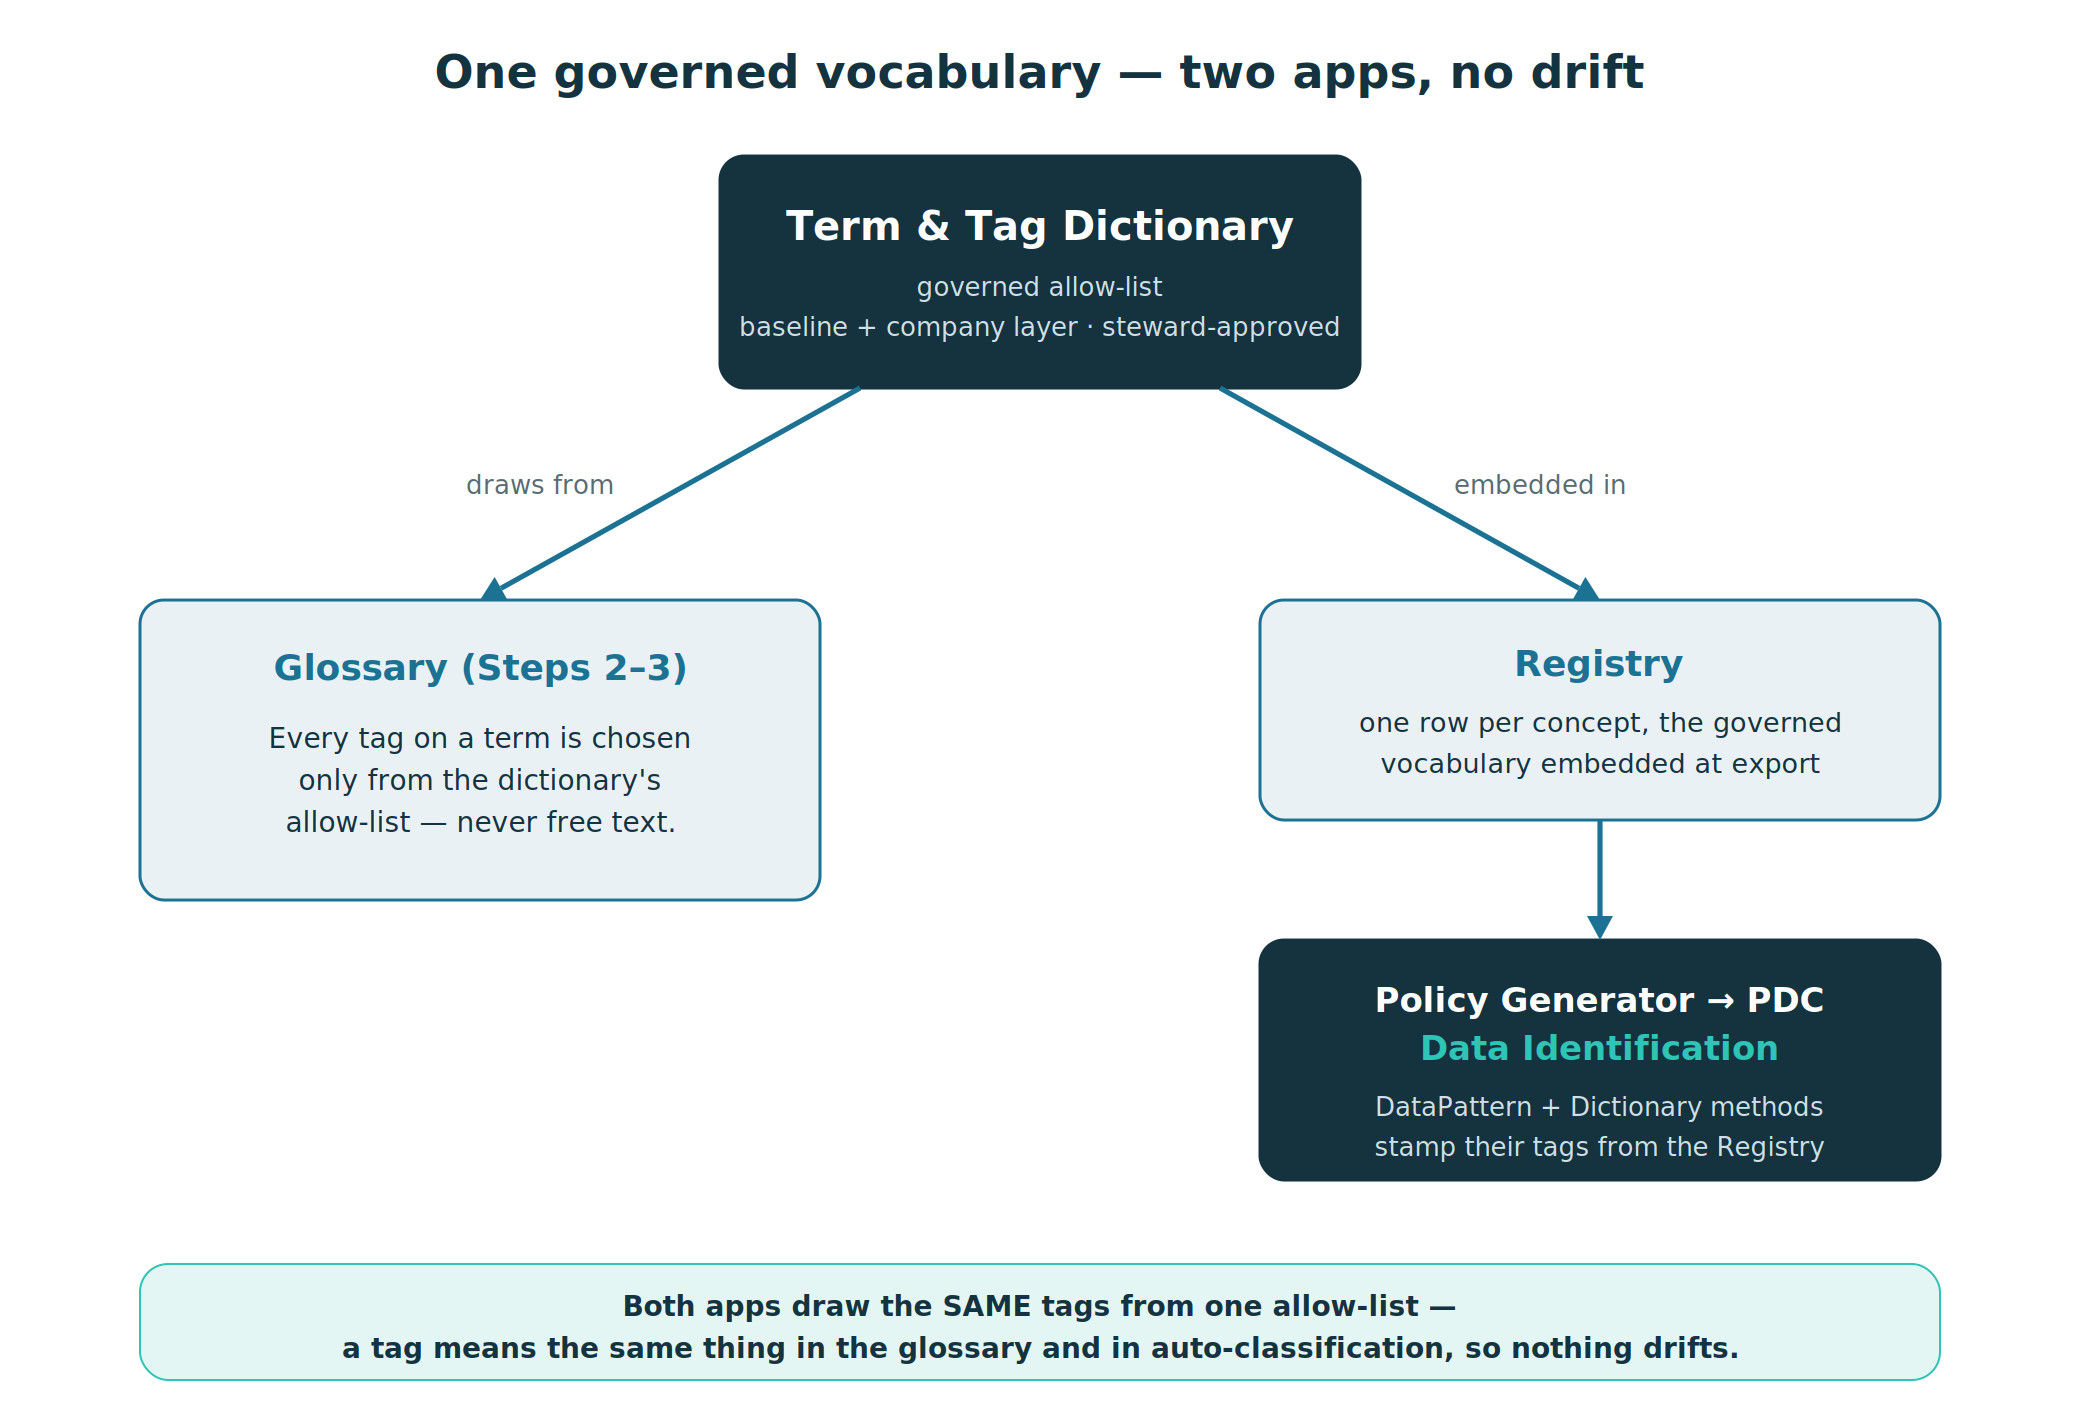 One governed vocabulary — two apps, no drift
Term & Tag Dictionary
governed allow-list
baseline + company layer · steward-approved
draws from
embedded in
Glossary (Steps 2–3)
Every tag on a term is chosen
only from the dictionary's
allow-list — never free text.
Registry
one row per concept, the governed
vocabulary embedded at export
Policy Generator → PDC
Data Identification
DataPattern + Dictionary methods
stamp their tags from the Registry
Both apps draw the SAME tags from one allow-list —
a tag means the same thing in the glossary and in auto-classification, so nothing drifts.